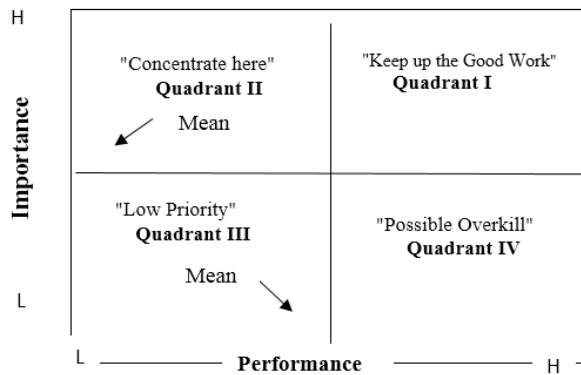 H
"Concentrate here"
Quadrant II
Mean
"Keep up the Good Work"
Quadrant I
Importance
"Low Priority"
Quadrant III
Mean
"Possible Overkill"
Quadrant IV
L
L
Performance
H